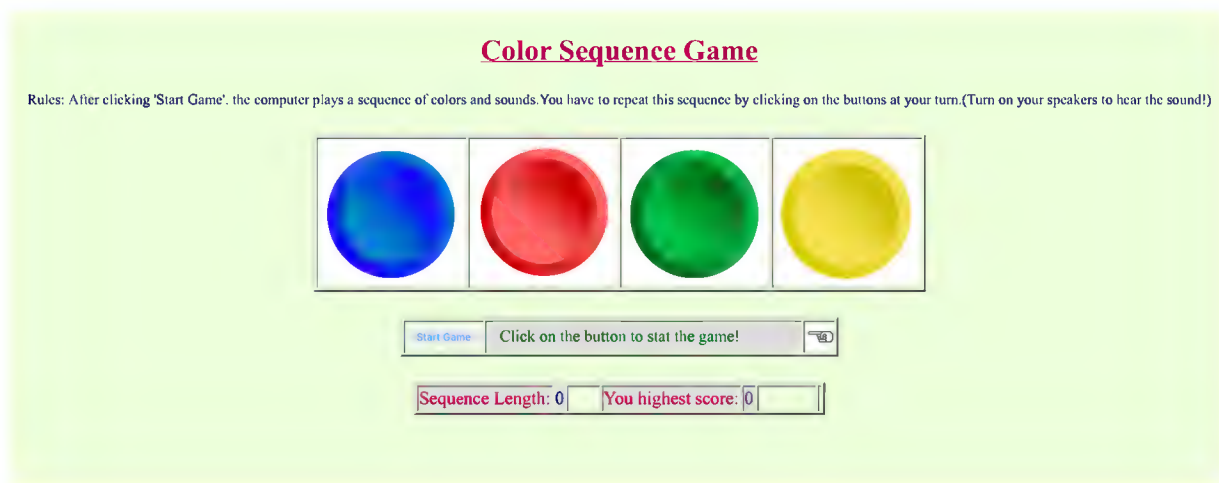 Color Sequence Game
Rules: After clicking 'Start Game'. the computer plays a sequence of colors and sounds.You have to repeat this sequence by clicking on the buttons at your turn.(Turn on your speakers to hear the sound!)
Start Game Click on the button to stat the game!
Sequence Length: 0 You highest score: 0